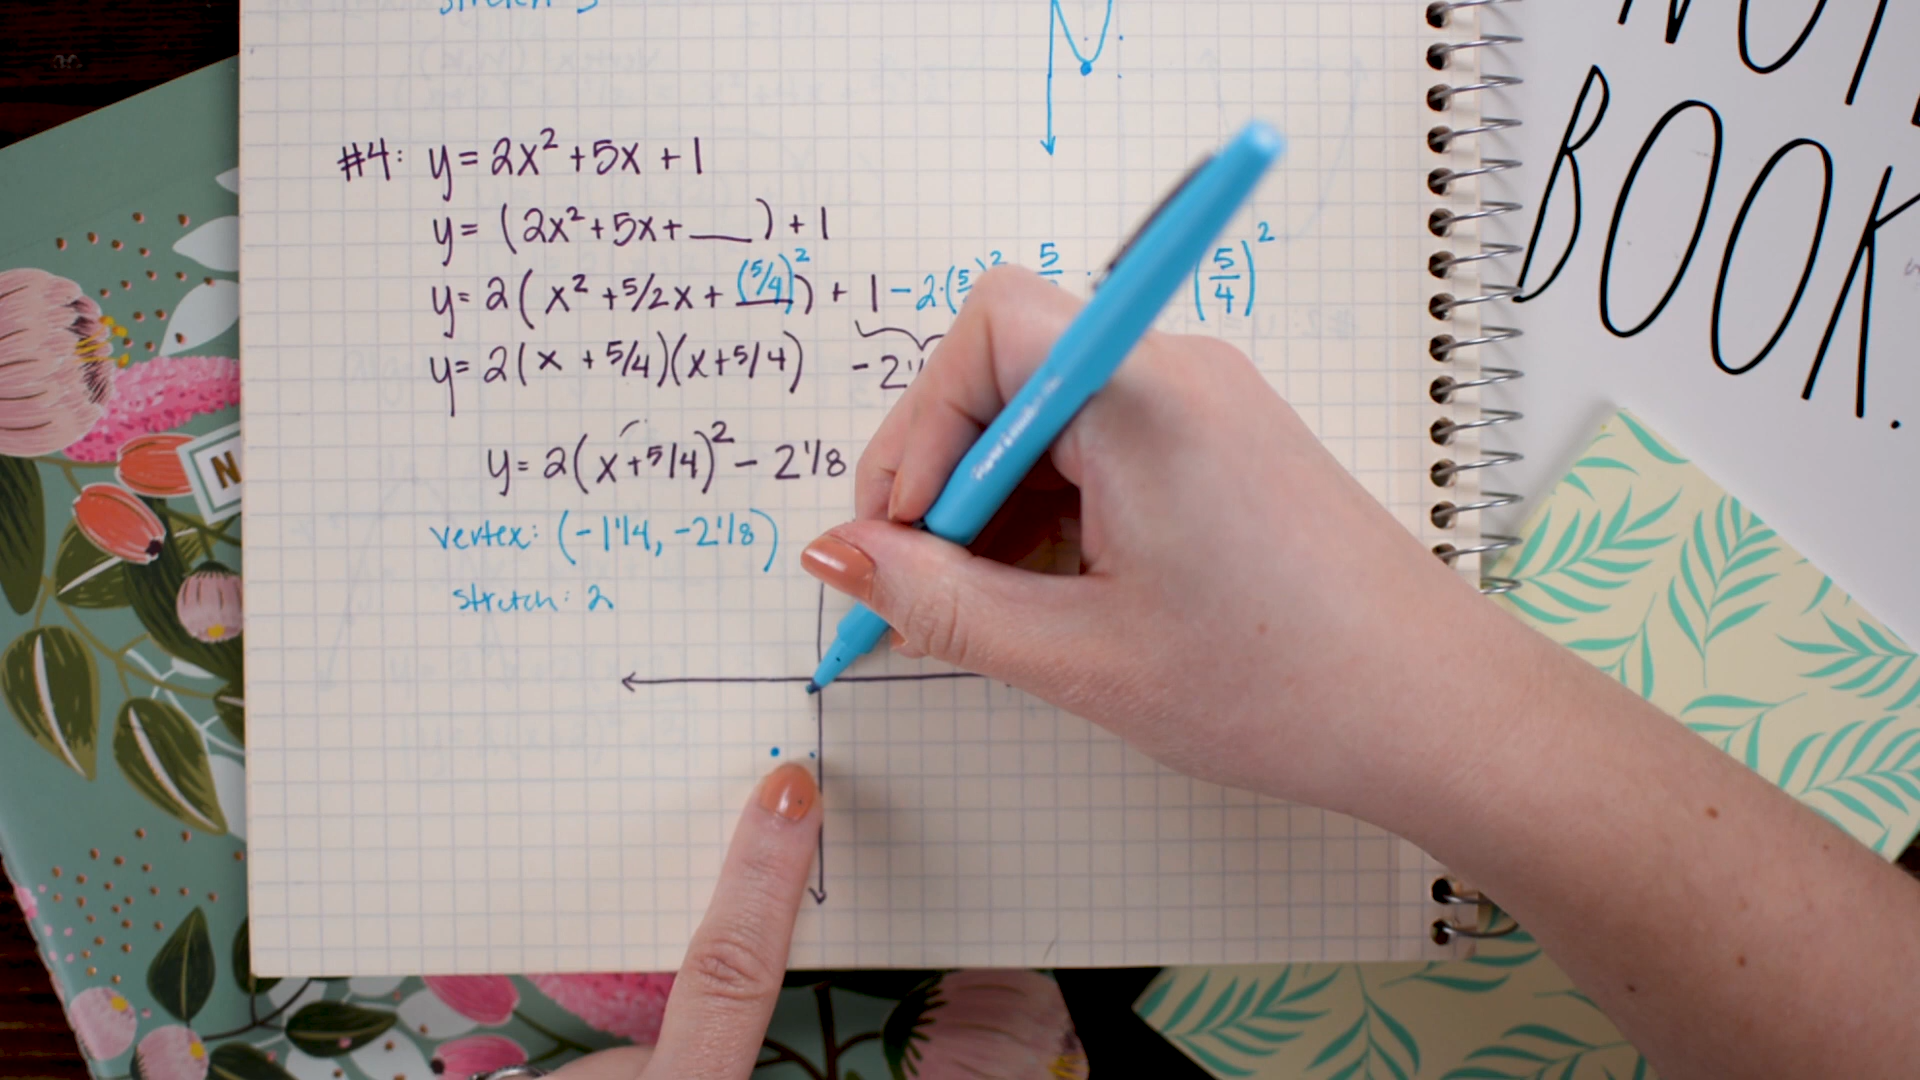 stretch 3
#4: y = 2x² + 5x + 1
y = (2x² + 5x + ___) + 1
y = 2(x² + 5/2x + (5/4)²) + 1 - 2·(5 )² 5 (5/4)²
y = 2(x + 5/4)(x + 5/4) - 2
y = 2(x + 5/4)² - 2 1/8
vertex: (-1 1/4, -2 1/8)
stretch: 2
N
BOOK.